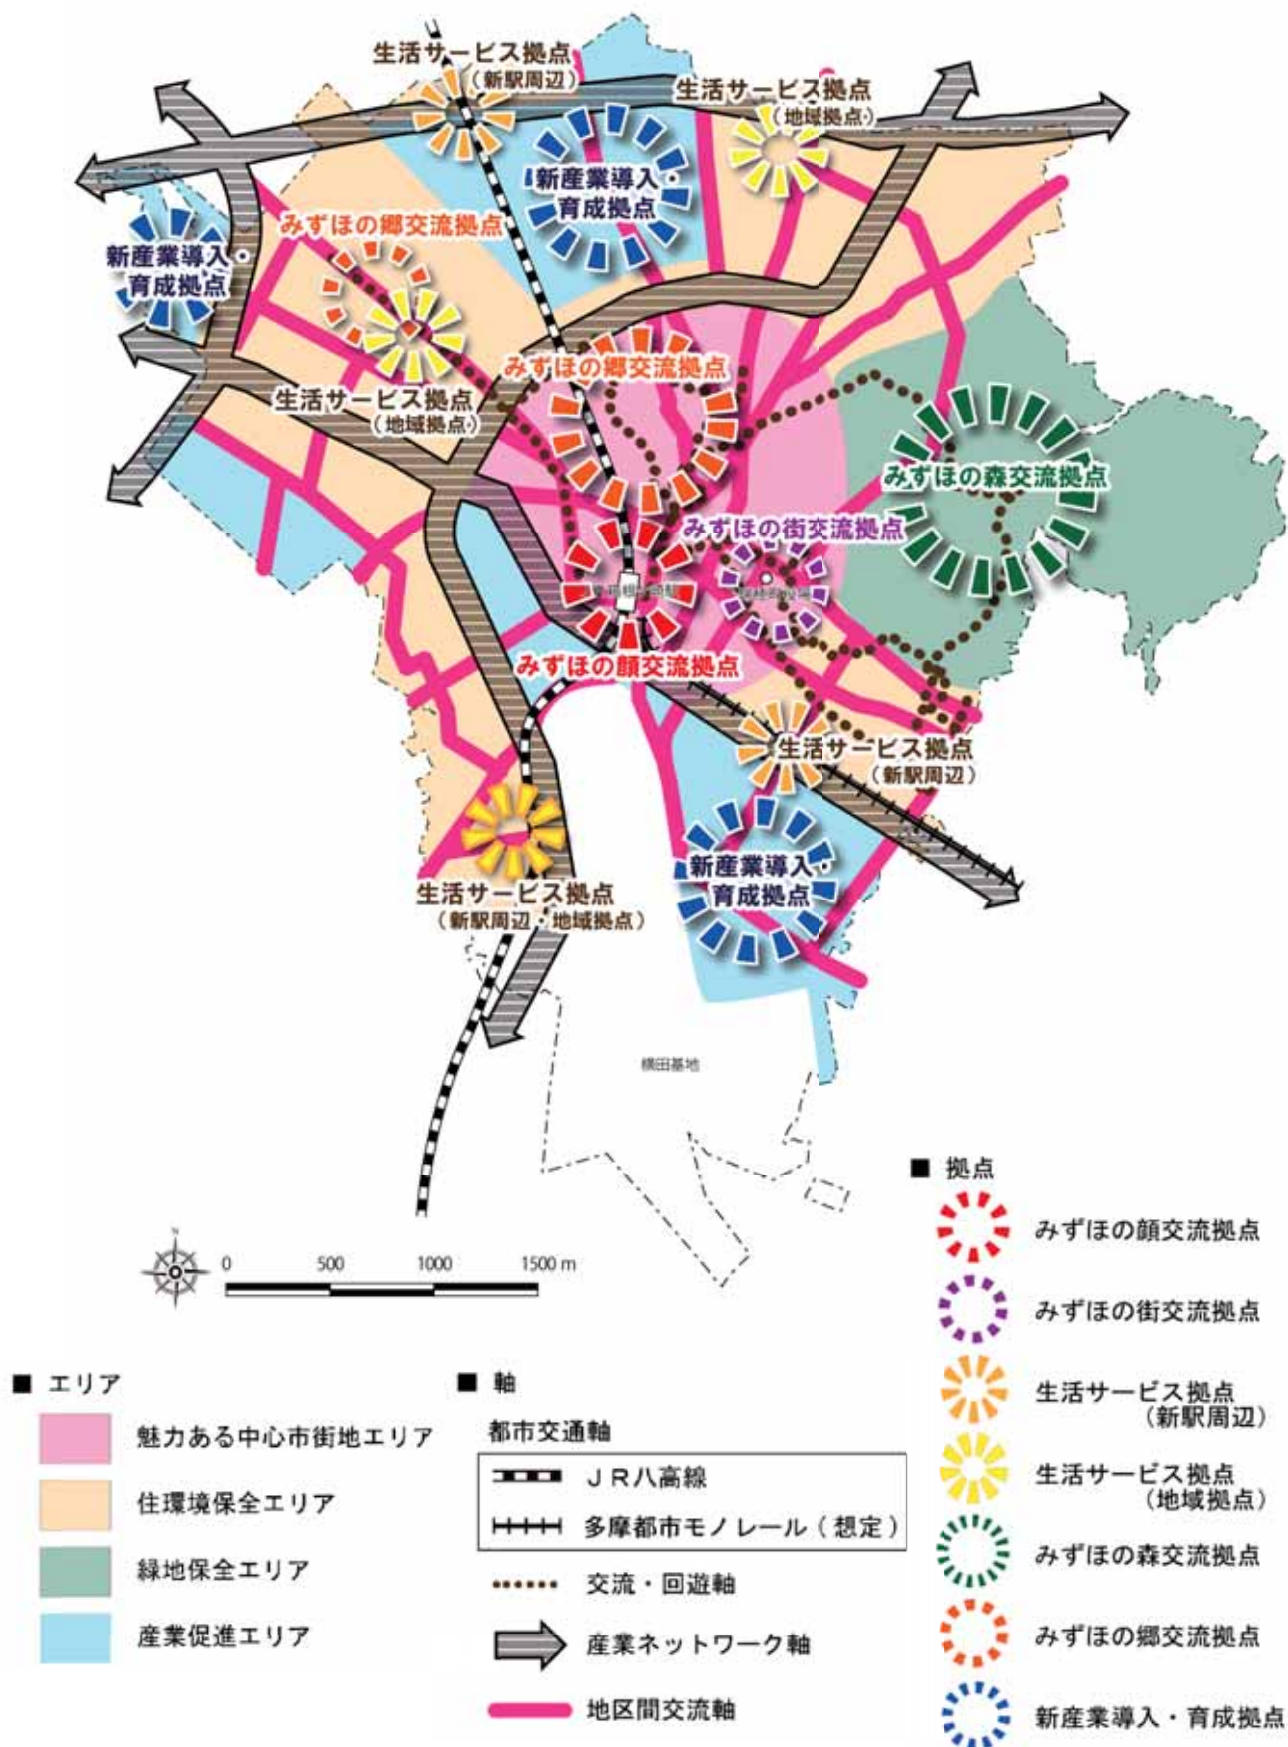 生活サービス拠点
（新駅周辺）
生活サービス拠点
（地域拠点）
新産業導入・
育成拠点
みずほの郷交流拠点
新産業導入・
育成拠点
みずほの郷交流拠点
生活サービス拠点
（地域拠点）
みずほの森交流拠点
みずほの街交流拠点
みずほの顔交流拠点
生活サービス拠点
（新駅周辺）
新産業導入・
育成拠点
生活サービス拠点
（新駅周辺・地域拠点）
横田基地
N
0 500 1000 1500 m
■ 拠点
みずほの顔交流拠点
みずほの街交流拠点
生活サービス拠点
（新駅周辺）
生活サービス拠点
（地域拠点）
みずほの森交流拠点
みずほの郷交流拠点
新産業導入・育成拠点
■ エリア
魅力ある中心市街地エリア
住環境保全エリア
緑地保全エリア
産業促進エリア
■ 軸
都市交通軸
ＪＲ八高線
多摩都市モノレール（想定）
交流・回遊軸
産業ネットワーク軸
地区間交流軸